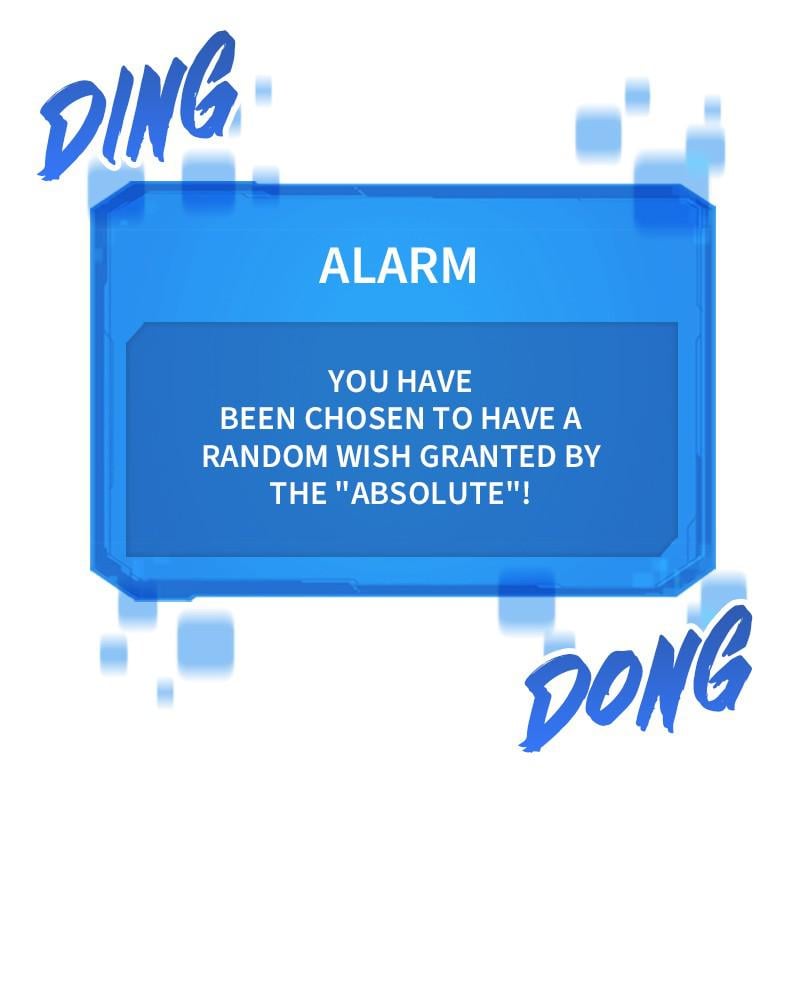 DING
ALARM
YOU HAVE
BEEN CHOSEN TO HAVE A
RANDOM WISH GRANTED BY
THE "ABSOLUTE"!
DONG